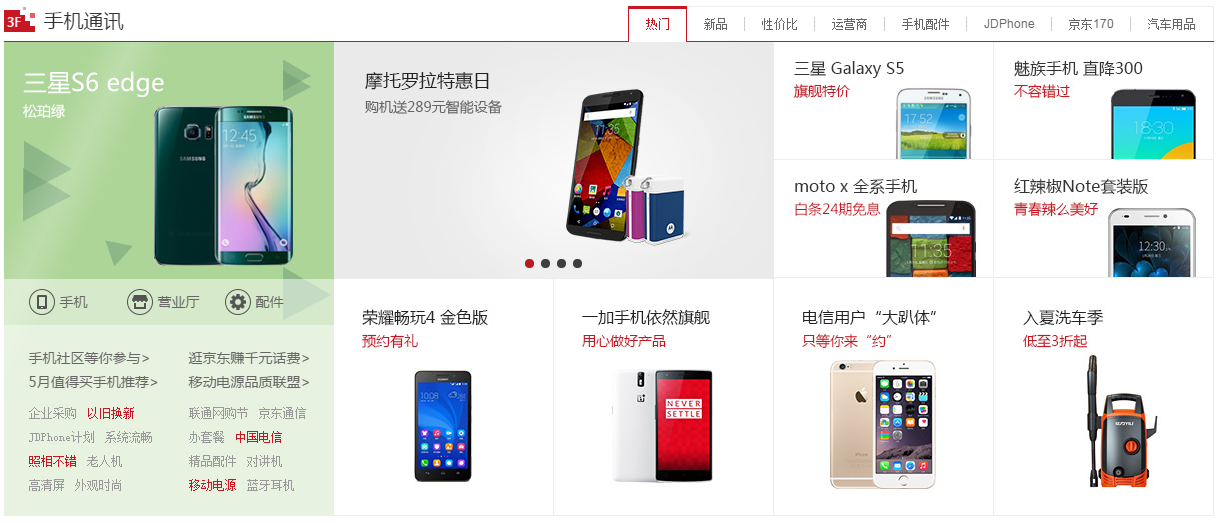 3F 手机通讯
热门 新品 性价比 运营商 手机配件 JDPhone 京东170 汽车用品
三星S6 edge
松珀绿
12:45
SAMSUNG
手机 营业厅 配件
手机社区等你参与> 逛京东赚千元话费>
5月值得买手机推荐> 移动电源品质联盟>
企业采购 以旧换新 联通网购节 京东通信
JDPhone计划 系统流畅 办套餐 中国电信
照相不错 老人机 精品配件 对讲机
高清屏 外观时尚 移动电源 蓝牙耳机
摩托罗拉特惠日
购机送289元智能设备
11:35
三星 Galaxy S5
旗舰特价
17:52
魅族手机 直降300
不容错过
18:30
moto x 全系手机
白条24期免息
11:35
红辣椒Note套装版
青春辣么美好
12:30
荣耀畅玩4 金色版
预约有礼
一加手机依然旗舰
用心做好产品
NEVER
SETTLE
电信用户“大趴体”
只等你来“约”
入夏洗车季
低至3折起